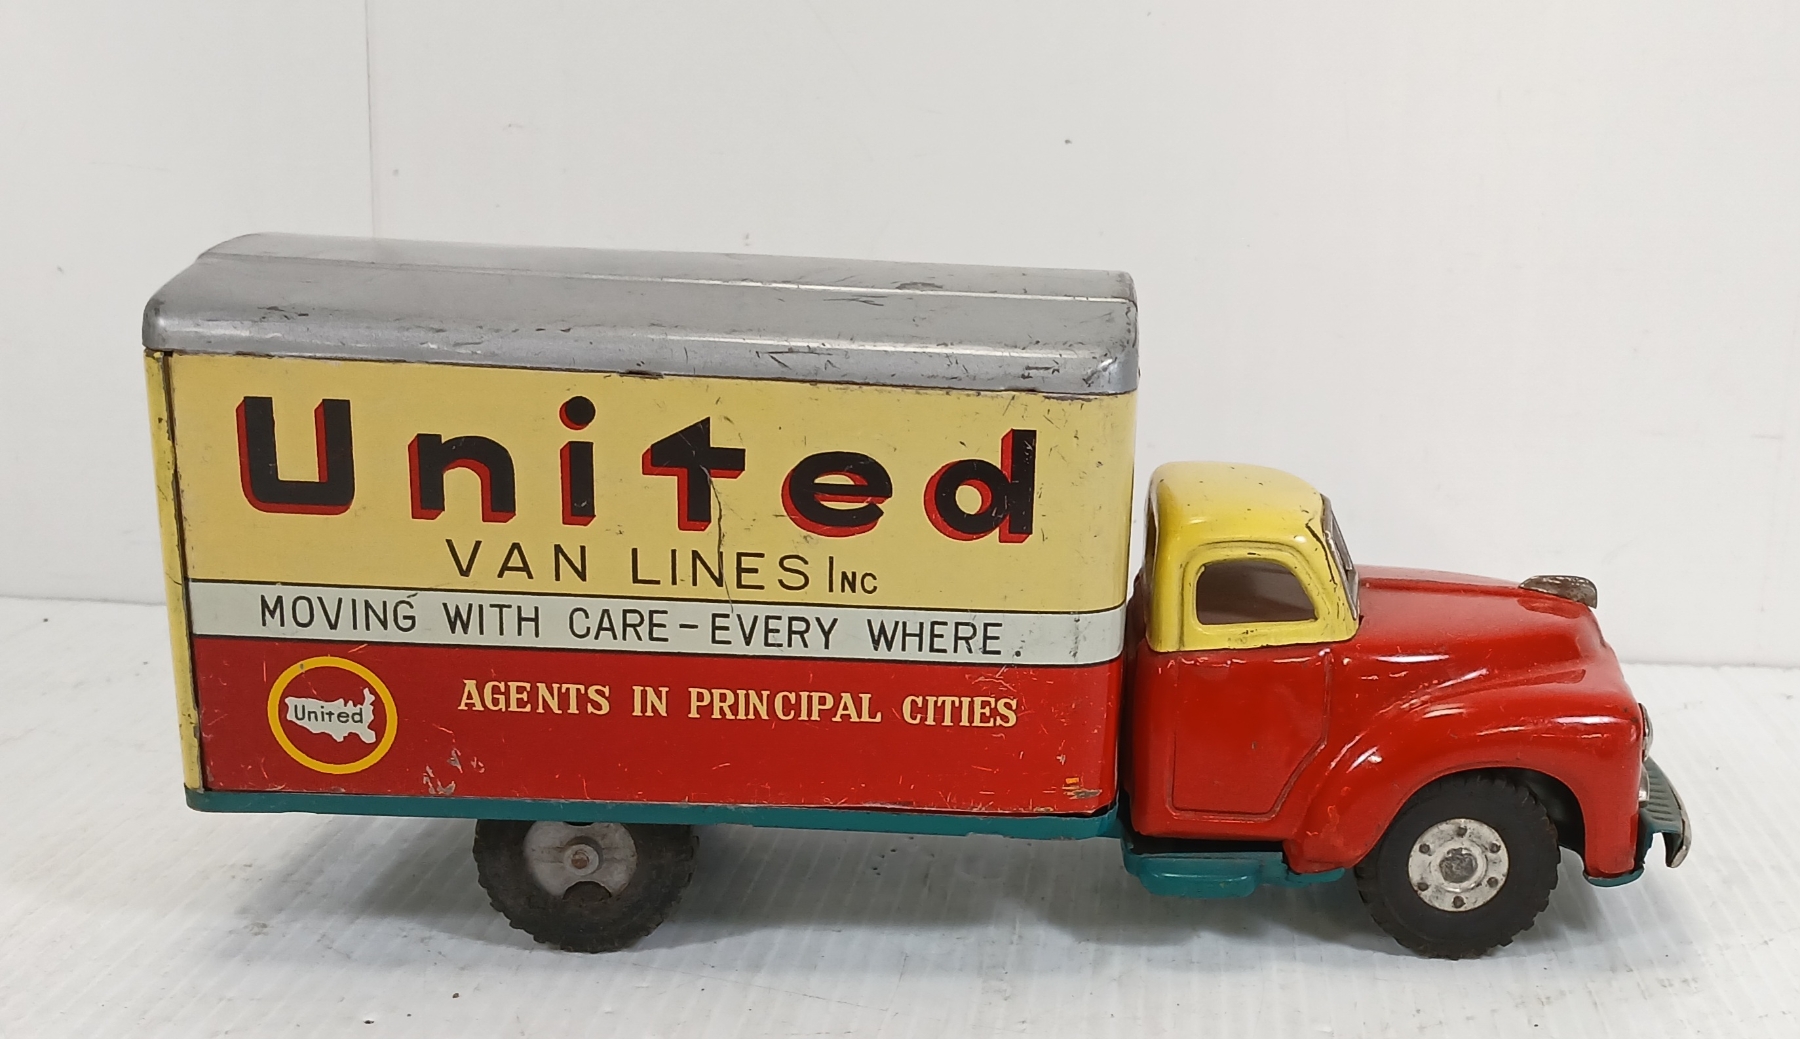 United
VAN LINES INC
MOVING WITH CARE-EVERY WHERE.
United
AGENTS IN PRINCIPAL CITIES